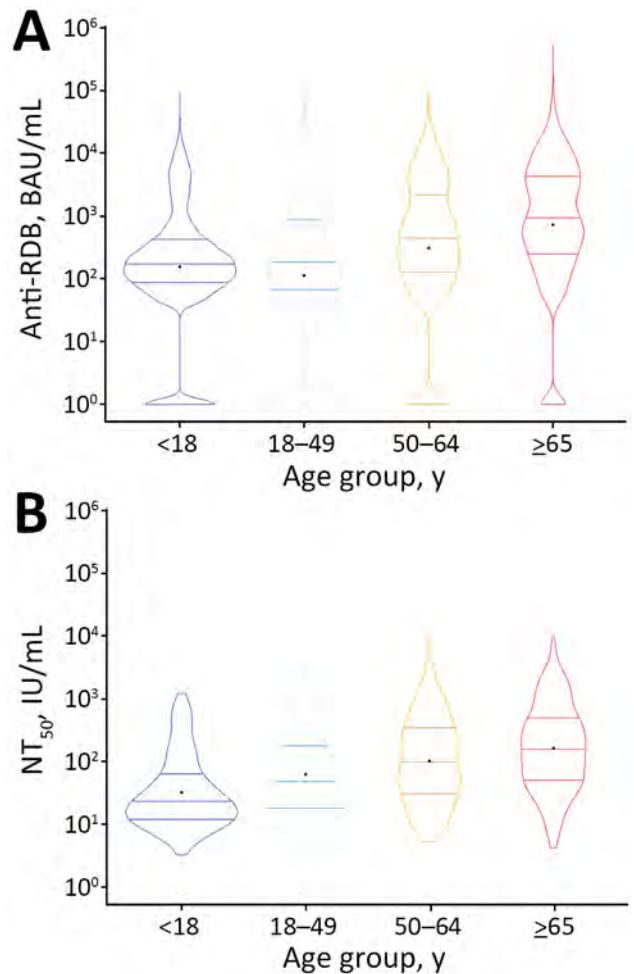 A
10⁶
10⁵
10⁴
10³
10²
10¹
10⁰
Anti-RDB, BAU/mL
<18 18–49 50–64 ≥65
Age group, y
B
10⁶
10⁵
10⁴
10³
10²
10¹
10⁰
NT₅₀, IU/mL
<18 18–49 50–64 ≥65
Age group, y